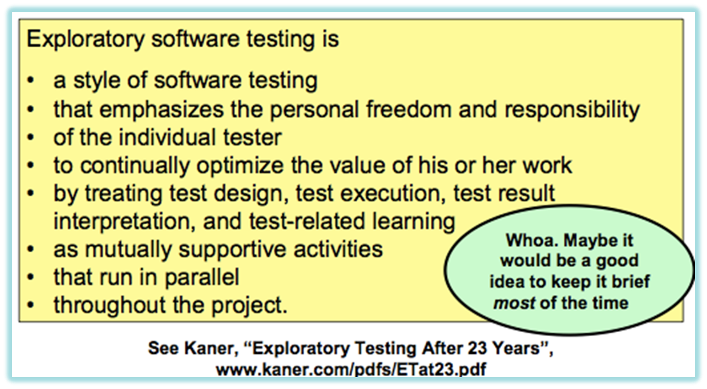 Exploratory software testing is
• a style of software testing
• that emphasizes the personal freedom and responsibility
• of the individual tester
• to continually optimize the value of his or her work
• by treating test design, test execution, test result
interpretation, and test-related learning
• as mutually supportive activities
• that run in parallel
• throughout the project.
Whoa. Maybe it
would be a good
idea to keep it brief
most of the time
See Kaner, “Exploratory Testing After 23 Years”,
www.kaner.com/pdfs/ETat23.pdf